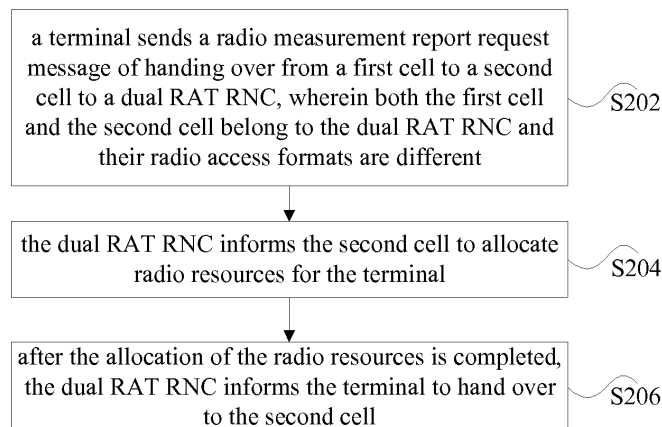 a terminal sends a radio measurement report request
message of handing over from a first cell to a second
cell to a dual RAT RNC, wherein both the first cell
and the second cell belong to the dual RAT RNC and
their radio access formats are different
S202
the dual RAT RNC informs the second cell to allocate
radio resources for the terminal
S204
after the allocation of the radio resources is completed,
the dual RAT RNC informs the terminal to hand over
to the second cell
S206